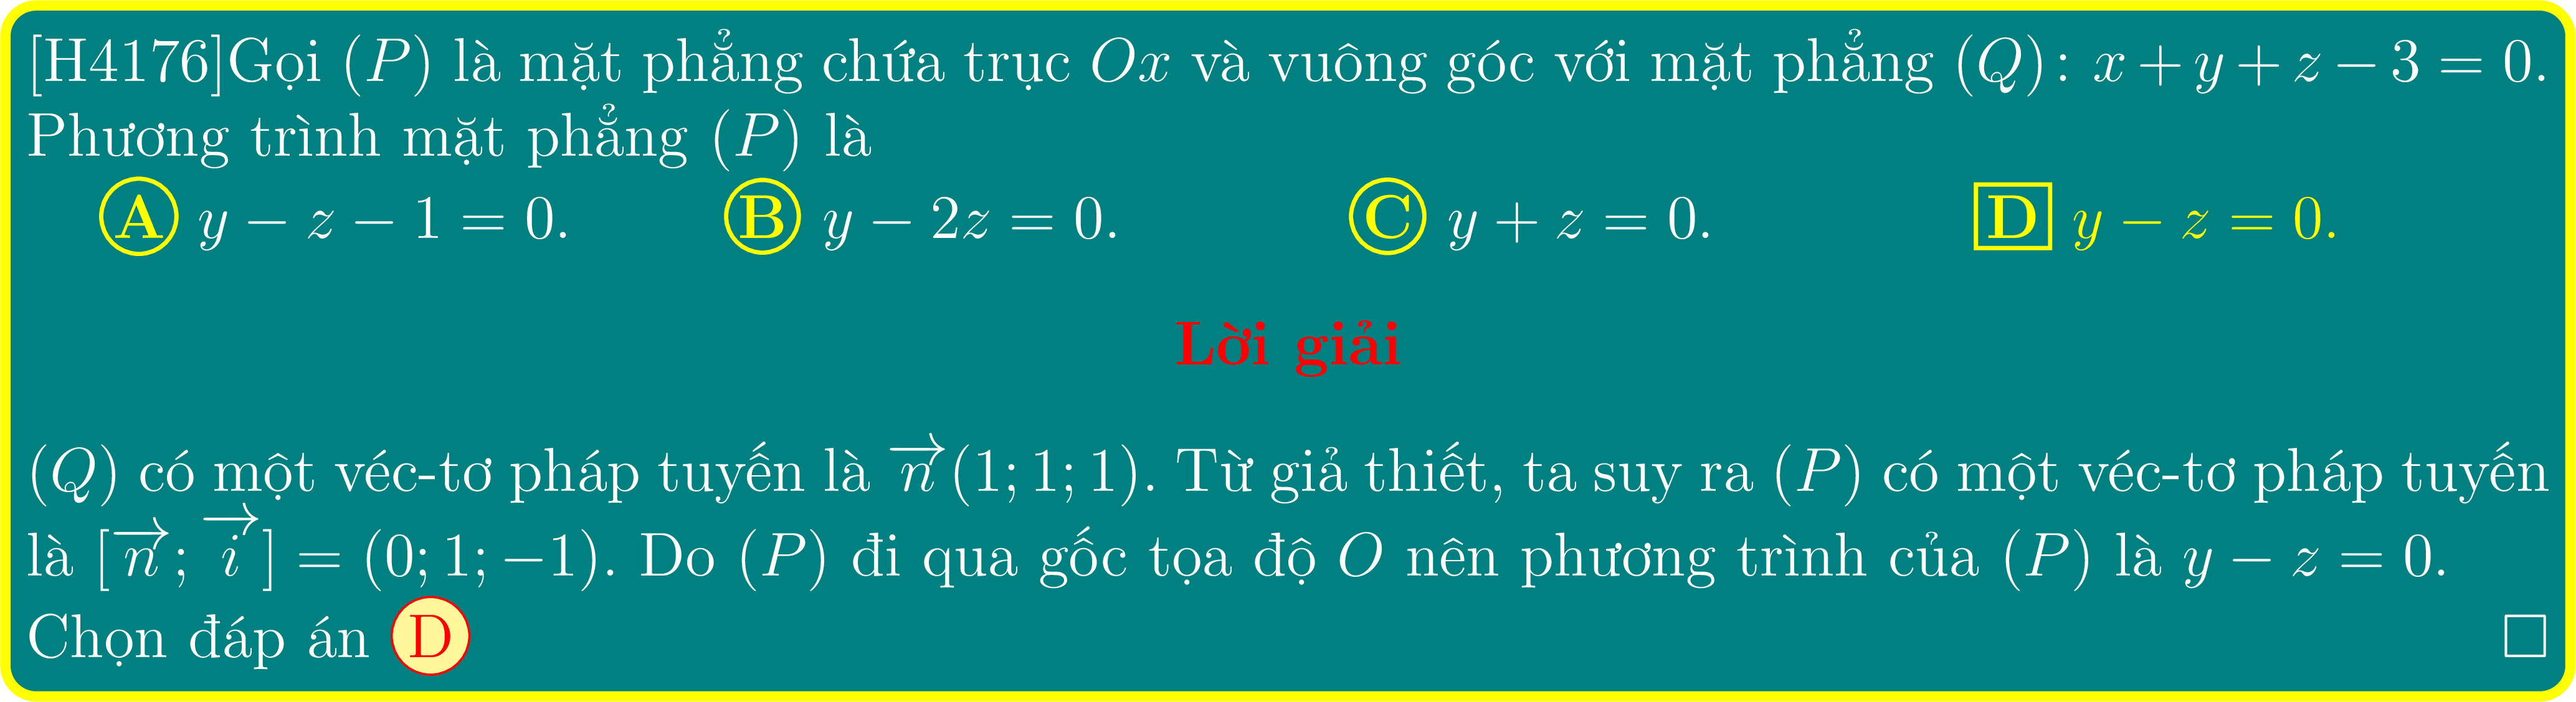 [H4176]Gọi (P) là mặt phẳng chứa trục Ox và vuông góc với mặt phẳng (Q): x + y + z − 3 = 0.
Phương trình mặt phẳng (P) là
A y − z − 1 = 0. B y − 2z = 0. C y + z = 0. D y − z = 0.
Lời giải
(Q) có một véc-tơ pháp tuyến là $\overrightarrow{n}$(1; 1; 1). Từ giả thiết, ta suy ra (P) có một véc-tơ pháp tuyến
là [$\overrightarrow{n}$; $\overrightarrow{i}$] = (0; 1; −1). Do (P) đi qua gốc tọa độ O nên phương trình của (P) là y − z = 0.
Chọn đáp án D □